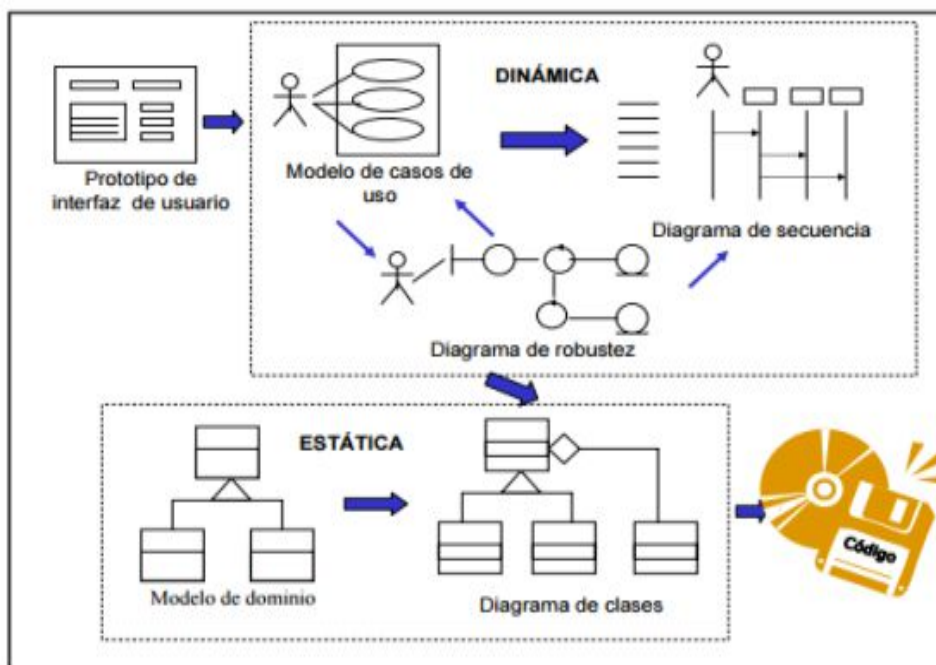 DINÁMICA
Prototipo de
interfaz de usuario
Modelo de casos de
uso
Diagrama de secuencia
Diagrama de robustez
ESTÁTICA
Modelo de dominio
Diagrama de clases
Código